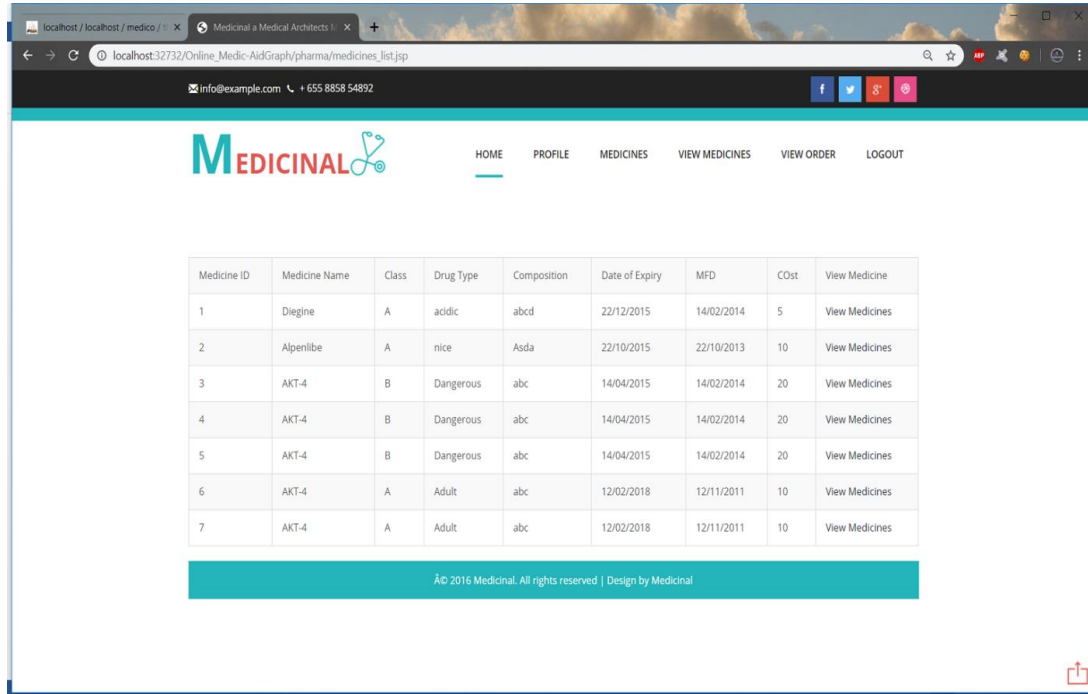 localhost / localhost / medico / t Medicinal a Medical Architects
localhost:32732/Online_Medic-AidGraph/pharma/medicines_list.jsp ABP
info@example.com + 655 8858 54892 f g+
MEDICINAL HOME PROFILE MEDICINES VIEW MEDICINES VIEW ORDER LOGOUT
Medicine ID Medicine Name Class Drug Type Composition Date of Expiry MFD COst View Medicine
1 Diegine A acidic abcd 22/12/2015 14/02/2014 5 View Medicines
2 Alpenlibe A nice Asda 22/10/2015 22/10/2013 10 View Medicines
3 AKT-4 B Dangerous abc 14/04/2015 14/02/2014 20 View Medicines
4 AKT-4 B Dangerous abc 14/04/2015 14/02/2014 20 View Medicines
5 AKT-4 B Dangerous abc 14/04/2015 14/02/2014 20 View Medicines
6 AKT-4 A Adult abc 12/02/2018 12/11/2011 10 View Medicines
7 AKT-4 A Adult abc 12/02/2018 12/11/2011 10 View Medicines
Â© 2016 Medicinal. All rights reserved | Design by Medicinal